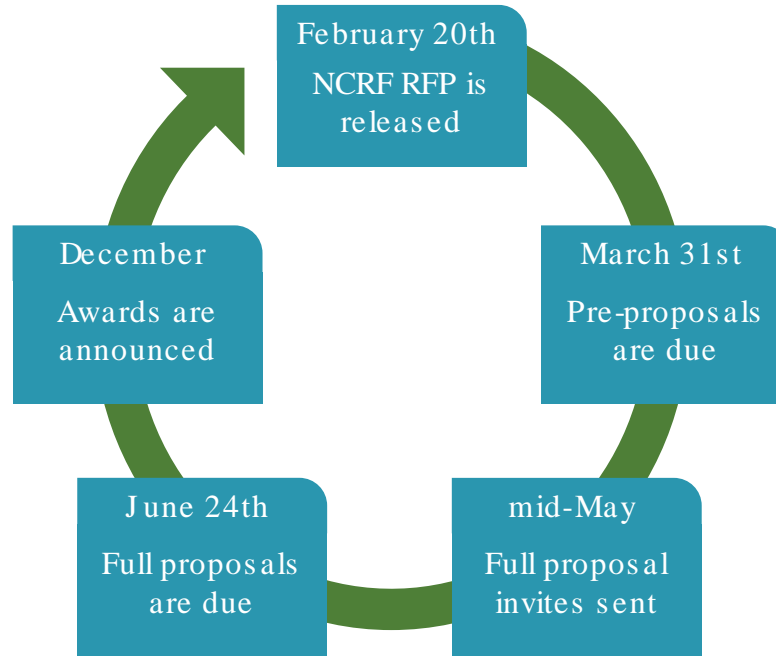 February 20th
NCRF RFP is
released
March 31st
Pre-proposals
are due
mid-May
Full proposal
invites sent
June 24th
Full proposals
are due
December
Awards are
announced